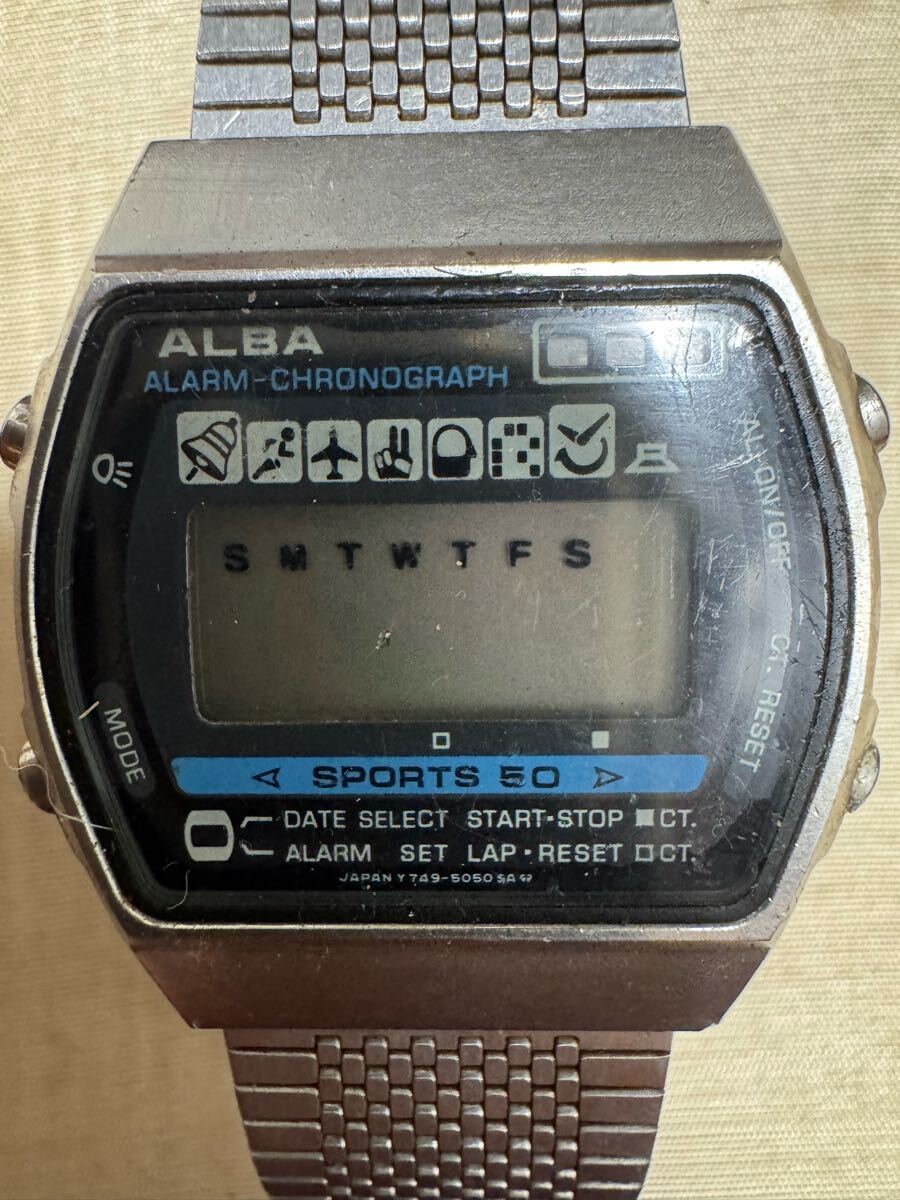 ALBA
ALARM-CHRONOGRAPH
AL. ON/OFF
S M T W T F S
MODE
CT. RESET
SPORTS 50
DATE SELECT START·STOP ■CT.
ALARM SET LAP·RESET □CT.
JAPAN Y749-5050 SA